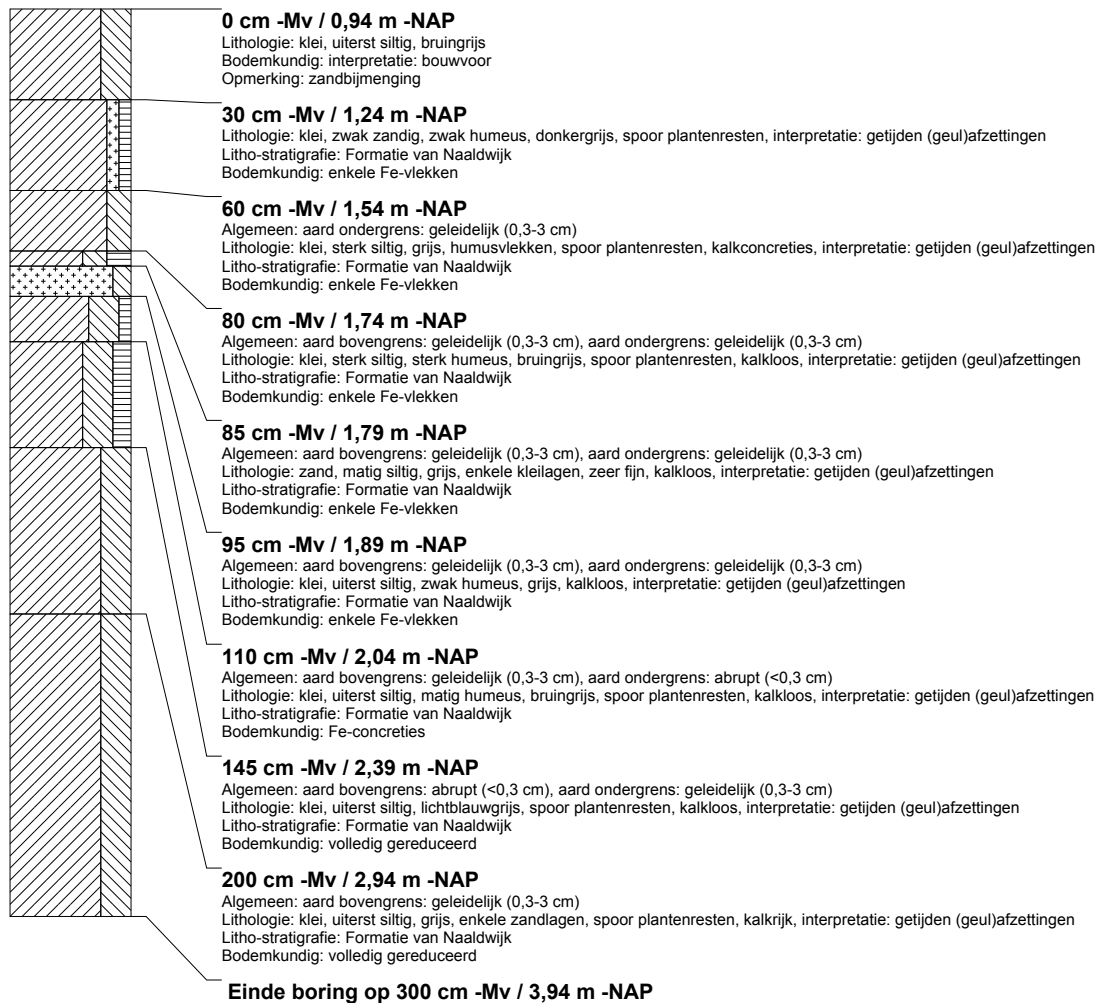 0 cm -Mv / 0,94 m -NAP
Lithologie: klei, uiterst siltig, bruingrijs
Bodemkundig: interpretatie: bouwvoor
Opmerking: zandbijmenging
30 cm -Mv / 1,24 m -NAP
Lithologie: klei, zwak zandig, zwak humeus, donkergrijs, spoor plantenresten, interpretatie: getijden (geul)afzettingen
Litho-stratigrafie: Formatie van Naaldwijk
Bodemkundig: enkele Fe-vlekken
60 cm -Mv / 1,54 m -NAP
Algemeen: aard ondergrens: geleidelijk (0,3-3 cm)
Lithologie: klei, sterk siltig, grijs, humusvlekken, spoor plantenresten, kalkconcreties, interpretatie: getijden (geul)afzettingen
Litho-stratigrafie: Formatie van Naaldwijk
Bodemkundig: enkele Fe-vlekken
80 cm -Mv / 1,74 m -NAP
Algemeen: aard bovengrens: geleidelijk (0,3-3 cm), aard ondergrens: geleidelijk (0,3-3 cm)
Lithologie: klei, sterk siltig, sterk humeus, bruingrijs, spoor plantenresten, kalkloos, interpretatie: getijden (geul)afzettingen
Litho-stratigrafie: Formatie van Naaldwijk
Bodemkundig: enkele Fe-vlekken
85 cm -Mv / 1,79 m -NAP
Algemeen: aard bovengrens: geleidelijk (0,3-3 cm), aard ondergrens: geleidelijk (0,3-3 cm)
Lithologie: zand, matig siltig, grijs, enkele kleilagen, zeer fijn, kalkloos, interpretatie: getijden (geul)afzettingen
Litho-stratigrafie: Formatie van Naaldwijk
Bodemkundig: enkele Fe-vlekken
95 cm -Mv / 1,89 m -NAP
Algemeen: aard bovengrens: geleidelijk (0,3-3 cm), aard ondergrens: geleidelijk (0,3-3 cm)
Lithologie: klei, uiterst siltig, zwak humeus, grijs, kalkloos, interpretatie: getijden (geul)afzettingen
Litho-stratigrafie: Formatie van Naaldwijk
Bodemkundig: enkele Fe-vlekken
110 cm -Mv / 2,04 m -NAP
Algemeen: aard bovengrens: geleidelijk (0,3-3 cm), aard ondergrens: abrupt (<0,3 cm)
Lithologie: klei, uiterst siltig, matig humeus, bruingrijs, spoor plantenresten, kalkloos, interpretatie: getijden (geul)afzettingen
Litho-stratigrafie: Formatie van Naaldwijk
Bodemkundig: Fe-concreties
145 cm -Mv / 2,39 m -NAP
Algemeen: aard bovengrens: abrupt (<0,3 cm), aard ondergrens: geleidelijk (0,3-3 cm)
Lithologie: klei, uiterst siltig, lichtblauwgrijs, spoor plantenresten, kalkloos, interpretatie: getijden (geul)afzettingen
Litho-stratigrafie: Formatie van Naaldwijk
Bodemkundig: volledig gereduceerd
200 cm -Mv / 2,94 m -NAP
Algemeen: aard bovengrens: geleidelijk (0,3-3 cm)
Lithologie: klei, uiterst siltig, grijs, enkele zandlagen, spoor plantenresten, kalkrijk, interpretatie: getijden (geul)afzettingen
Litho-stratigrafie: Formatie van Naaldwijk
Bodemkundig: volledig gereduceerd
Einde boring op 300 cm -Mv / 3,94 m -NAP